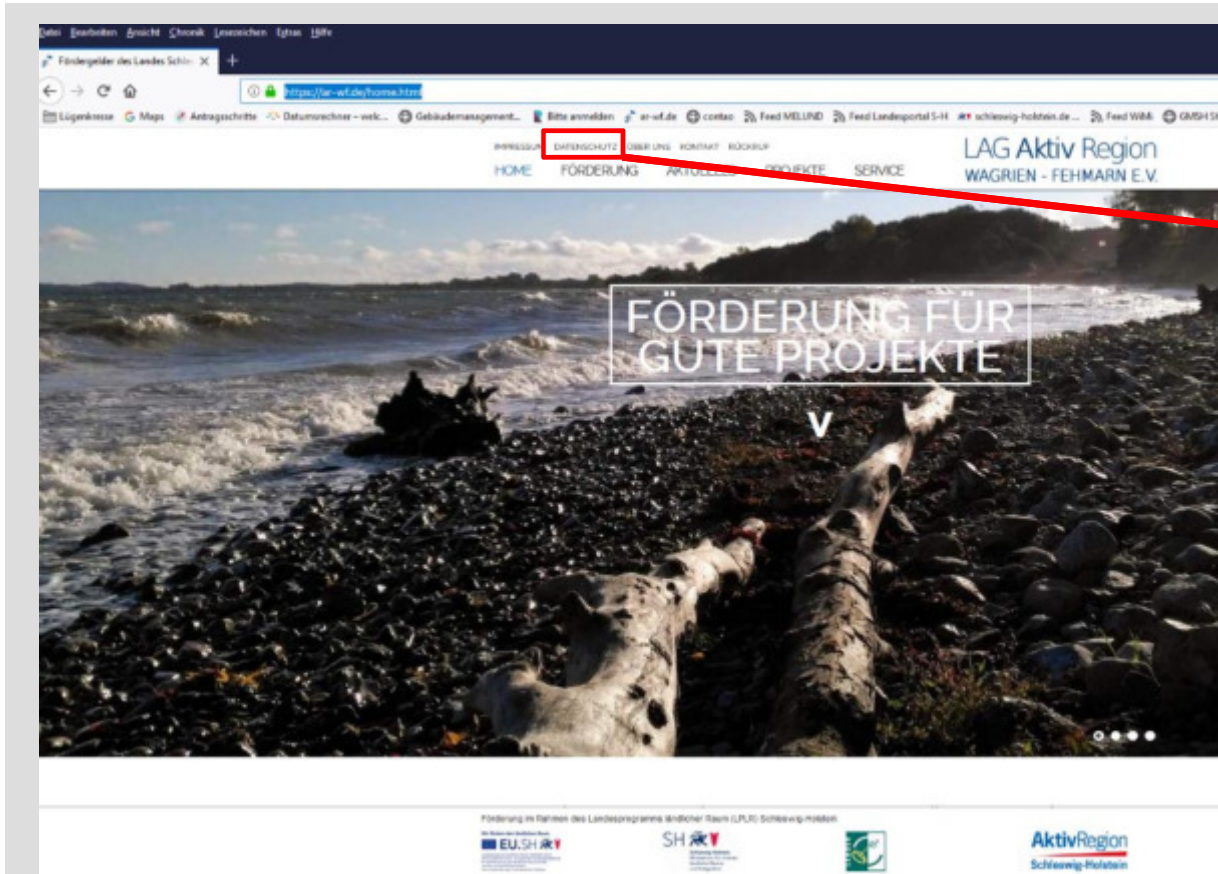 Datei Bearbeiten Ansicht Chronik Lesezeichen Extras Hilfe
Fördergelder des Landes Schle X +
https://ar-wf.de/home.html
Lügenkresse Maps Antragsschritte Datumsrechner – welc... Gebäudemanagement... Bitte anmelden ar-wf.de contao Feed MELUND Feed Landesportal S-H schleswig-holstein.de ... Feed WiMi GMSH
IMPRESSUM DATENSCHUTZ ÜBER UNS KONTAKT RÜCKRUF
HOME FÖRDERUNG AKTUELLES PROJEKTE SERVICE
LAG Aktiv Region
WAGRIEN - FEHMARN E.V.
FÖRDERUNG FÜR
GUTE PROJEKTE
V
Förderung im Rahmen des Landesprogramms ländlicher Raum (LPLR) Schleswig-Holstein
EU.SH
SH
AktivRegion
Schleswig-Holstein